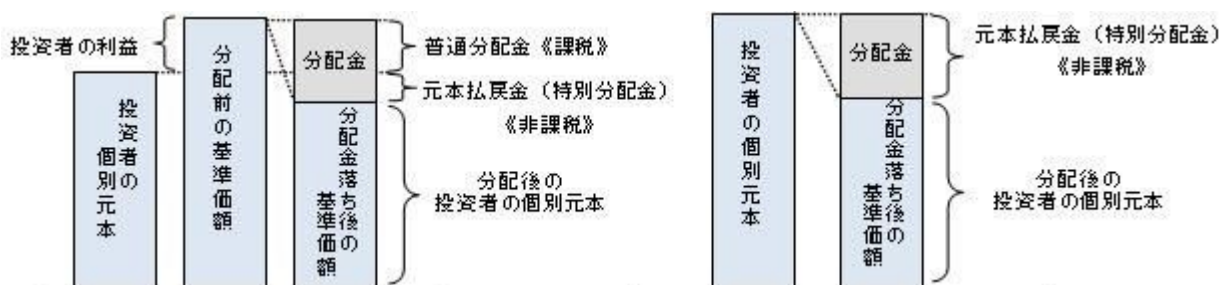 投資者の利益
投資者の
個別元本
分配前の基準価額
分配金
分配金落ち後の
基準価額
普通分配金《課税》
元本払戻金（特別分配金）
《非課税》
分配後の
投資者の個別元本
投資者の個別元本
分配金
分配金落ち後の
基準価額
元本払戻金（特別分配金）
《非課税》
分配後の
投資者の個別元本